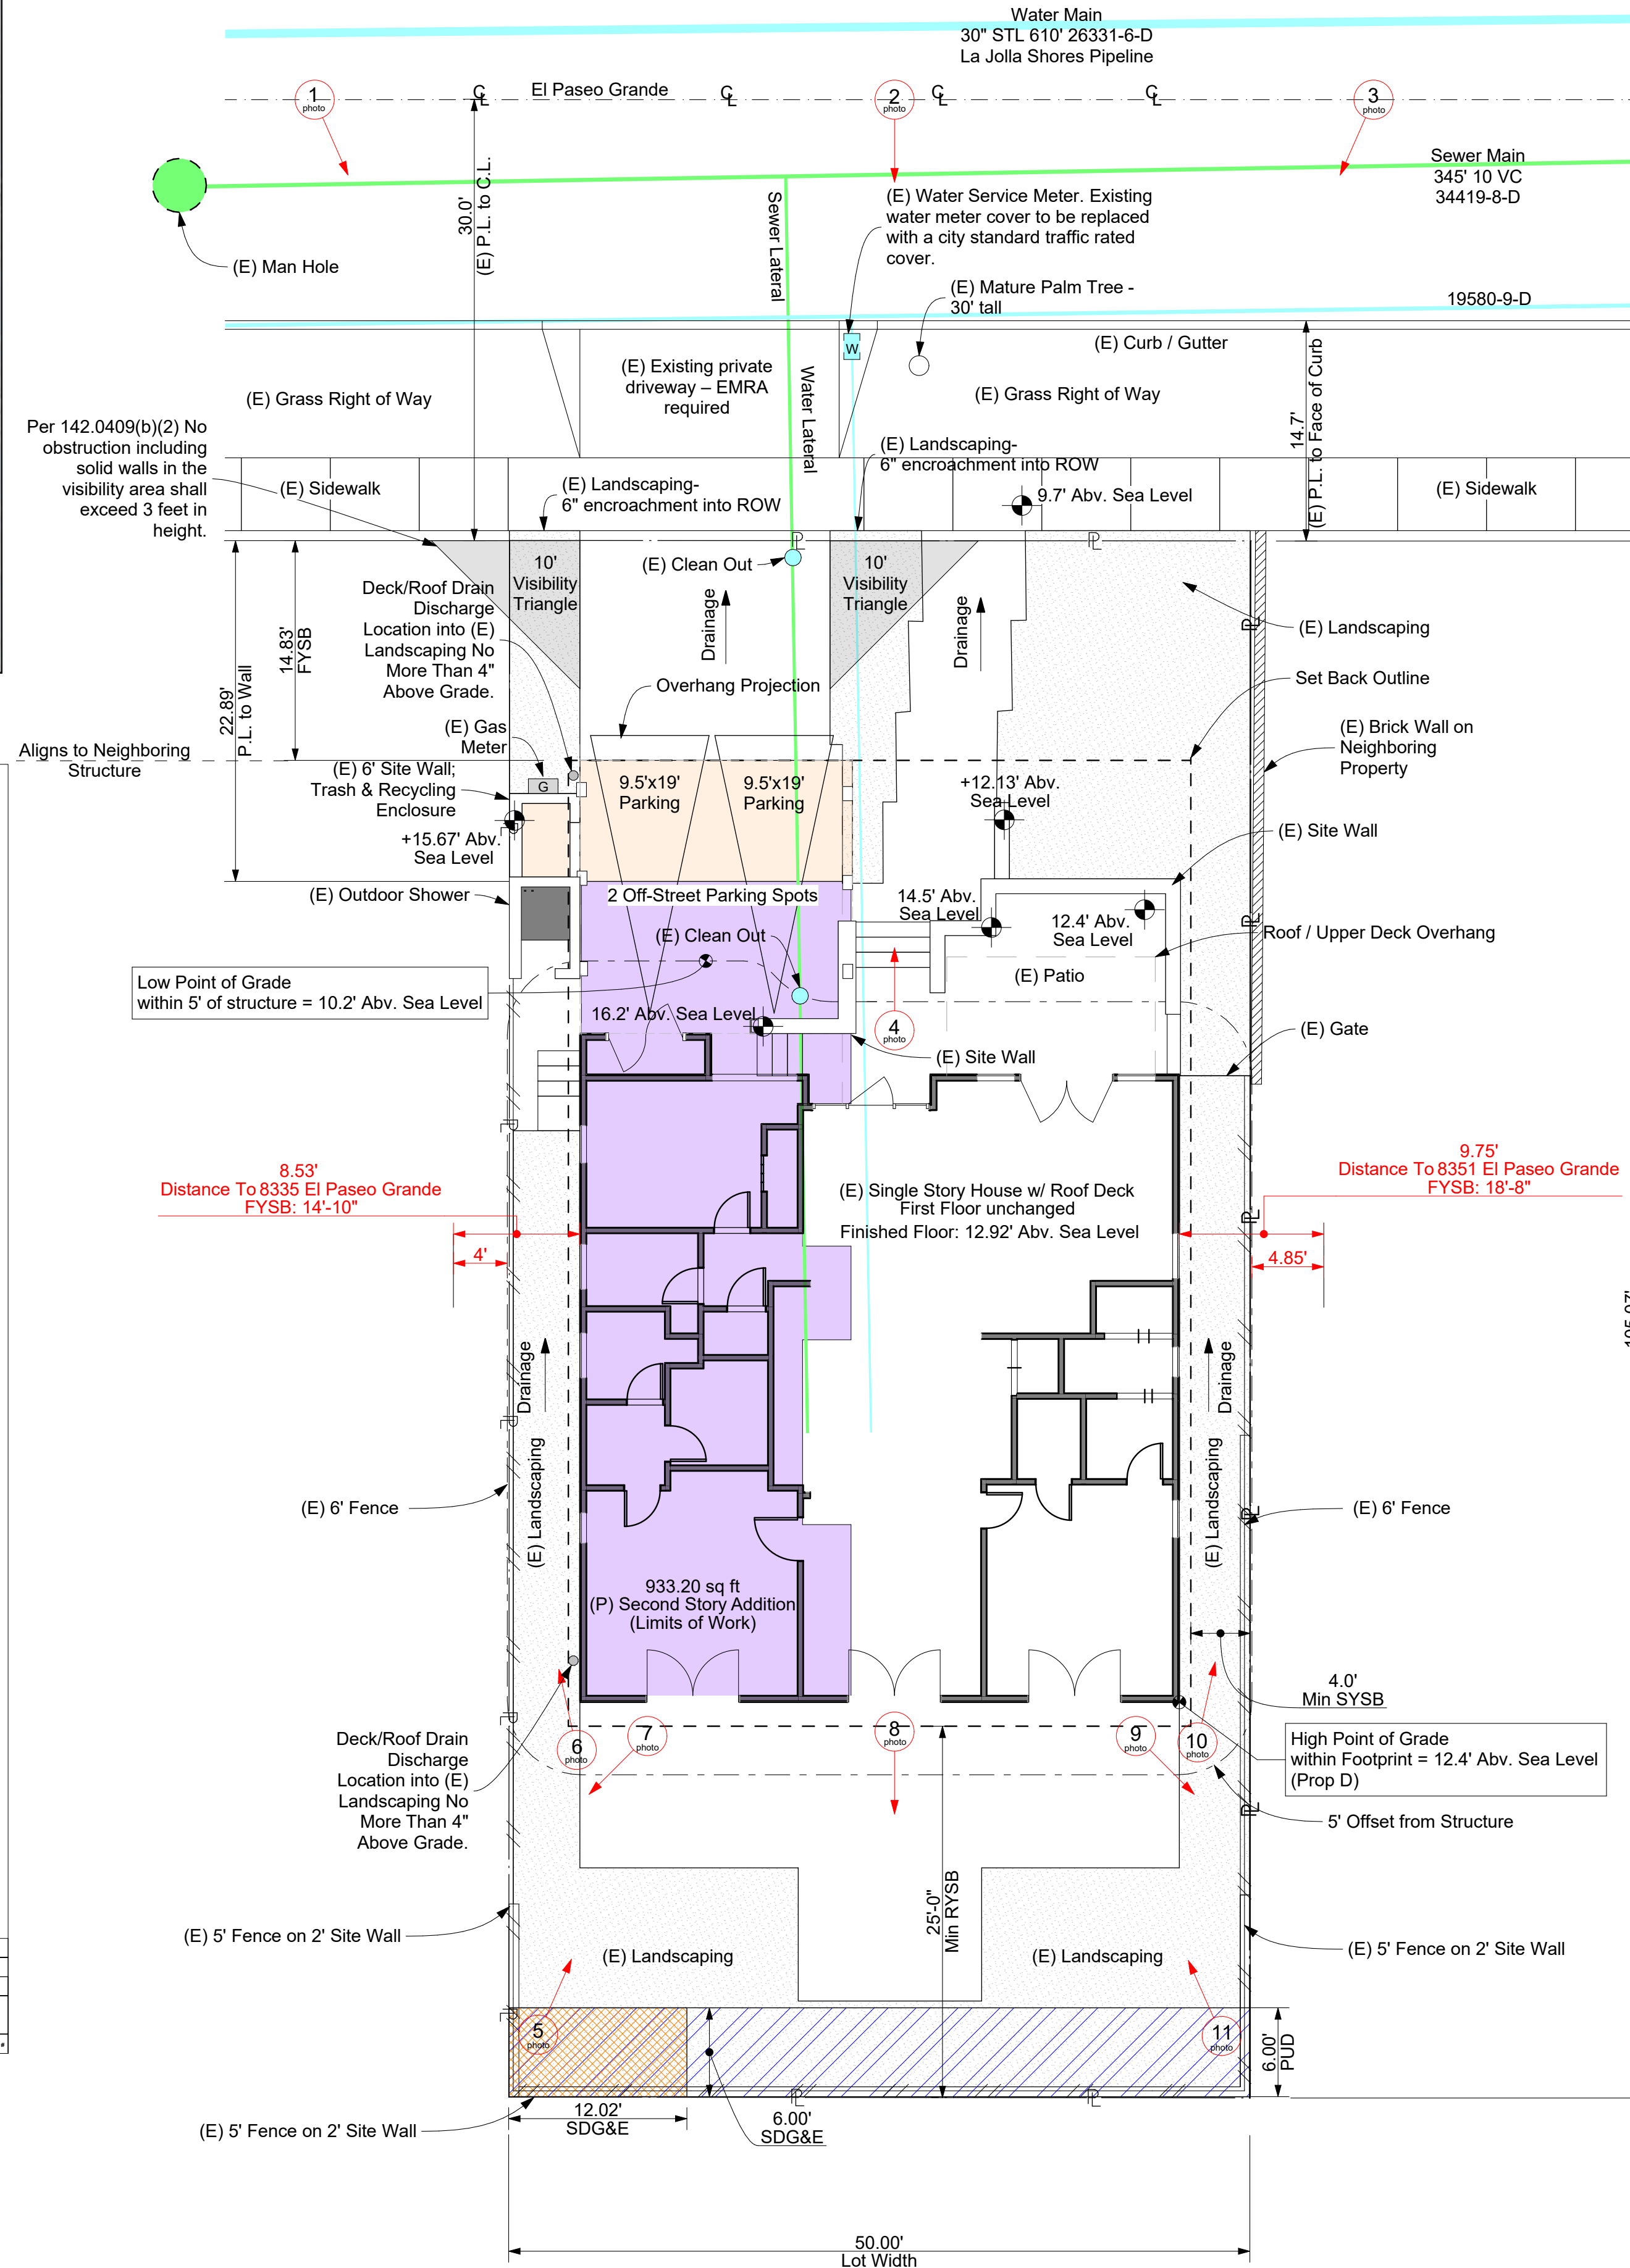 Water Main
30" STL 610' 26331-6-D
La Jolla Shores Pipeline
1
photo
El Paseo Grande
2
photo
3
photo
Sewer Main
345' 10 VC
34419-8-D
30.0'
(E) P.L. to C.L.
Sewer Lateral
(E) Water Service Meter. Existing
water meter cover to be replaced
with a city standard traffic rated
cover.
(E) Man Hole
(E) Mature Palm Tree -
30' tall
19580-9-D
W
(E) Curb / Gutter
(E) Existing private
driveway – EMRA
required
Water Lateral
(E) Grass Right of Way
(E) Grass Right of Way
14.7'
(E) P.L. to Face of Curb
Per 142.0409(b)(2) No
obstruction including
solid walls in the
visibility area shall
exceed 3 feet in
height.
(E) Sidewalk
(E) Landscaping-
6" encroachment into ROW
(E) Landscaping-
6" encroachment into ROW
9.7' Abv. Sea Level
(E) Sidewalk
10'
Visibility
Triangle
(E) Clean Out
10'
Visibility
Triangle
Deck/Roof Drain
Discharge
Location into (E)
Landscaping No
More Than 4"
Above Grade.
Drainage
Drainage
(E) Landscaping
14.83'
FYSB
22.89'
P.L. to Wall
Overhang Projection
Set Back Outline
(E) Gas
Meter
(E) Brick Wall on
Neighboring
Property
Aligns to Neighboring
Structure
(E) 6' Site Wall;
Trash & Recycling
Enclosure
G
9.5'x19'
Parking
9.5'x19'
Parking
+12.13' Abv.
Sea Level
+15.67' Abv.
Sea Level
(E) Site Wall
(E) Outdoor Shower
2 Off-Street Parking Spots
14.5' Abv.
Sea Level
12.4' Abv.
Sea Level
(E) Clean Out
Roof / Upper Deck Overhang
(E) Patio
Low Point of Grade
within 5' of structure = 10.2' Abv. Sea Level
16.2' Abv. Sea Level
4
photo
(E) Gate
(E) Site Wall
8.53'
Distance To 8335 El Paseo Grande
FYSB: 14'-10"
9.75'
Distance To 8351 El Paseo Grande
FYSB: 18'-8"
(E) Single Story House w/ Roof Deck
First Floor unchanged
Finished Floor: 12.92' Abv. Sea Level
4'
4.85'
Drainage
Drainage
(E) Landscaping
(E) Landscaping
(E) 6' Fence
(E) 6' Fence
933.20 sq ft
(P) Second Story Addition
(Limits of Work)
4.0'
Min SYSB
6
photo
7
photo
8
photo
9
photo
10
photo
Deck/Roof Drain
Discharge
Location into (E)
Landscaping No
More Than 4"
Above Grade.
High Point of Grade
within Footprint = 12.4' Abv. Sea Level
(Prop D)
5' Offset from Structure
25'-0"
Min RYSB
(E) 5' Fence on 2' Site Wall
(E) Landscaping
(E) Landscaping
(E) 5' Fence on 2' Site Wall
5
photo
11
photo
6.00'
PUD
12.02'
SDG&E
6.00'
SDG&E
(E) 5' Fence on 2' Site Wall
50.00'
Lot Width